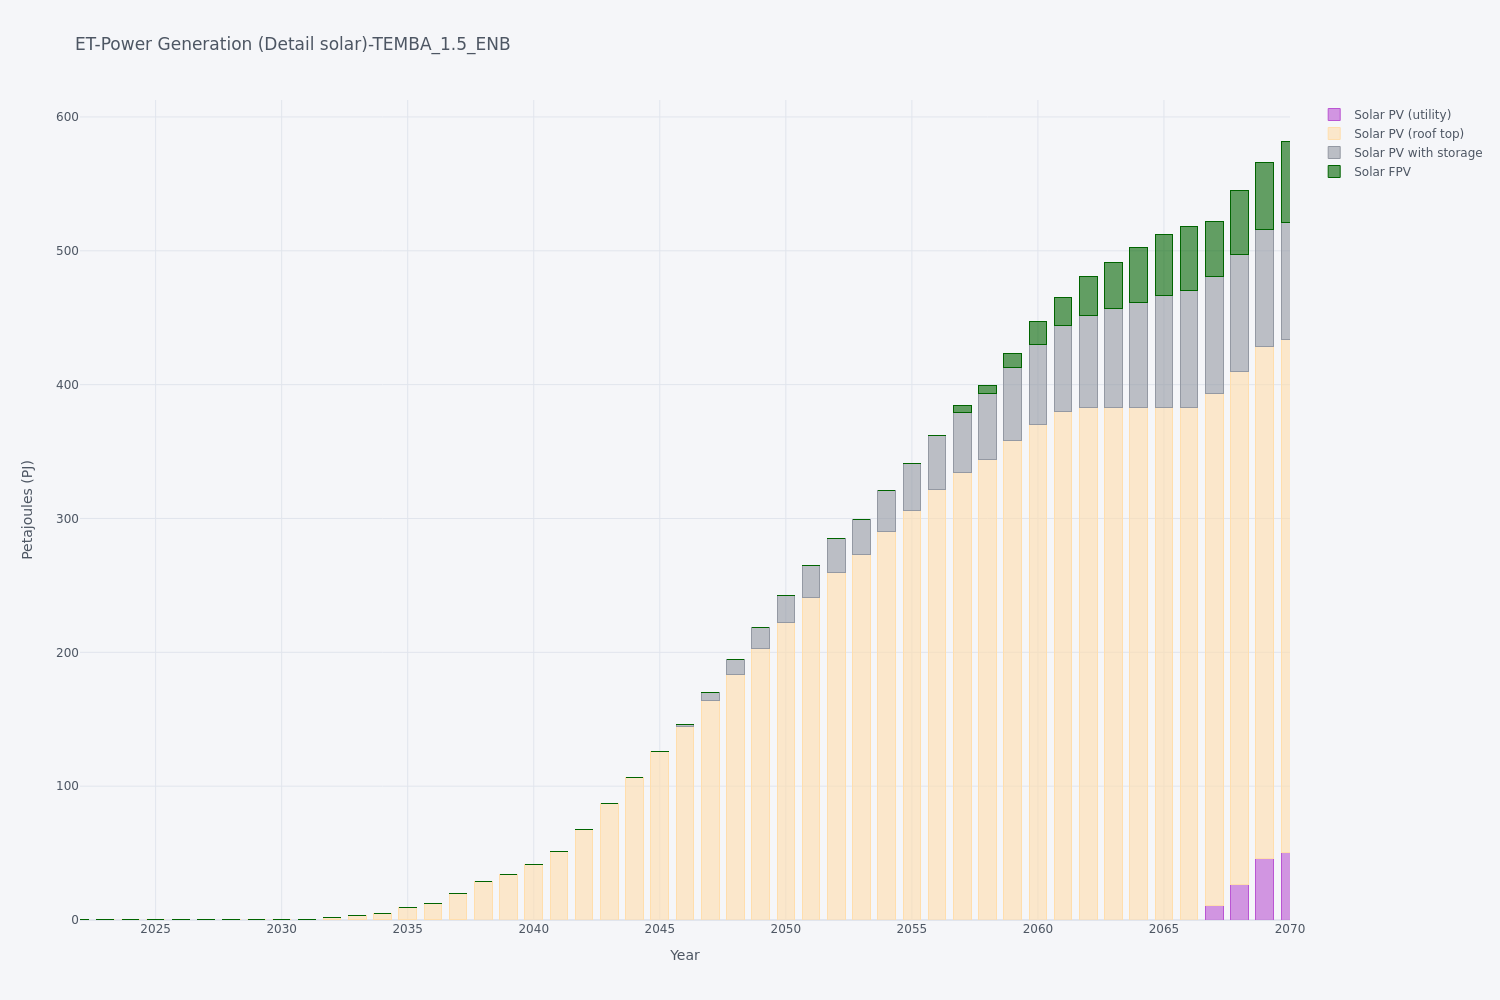 ET-Power Generation (Detail solar)-TEMBA_1.5_ENB
Solar PV (utility)
Solar PV (roof top)
Solar PV with storage
Solar FPV
Petajoules (PJ)
600
500
400
300
200
100
0
2025 2030 2035 2040 2045 2050 2055 2060 2065 2070
Year